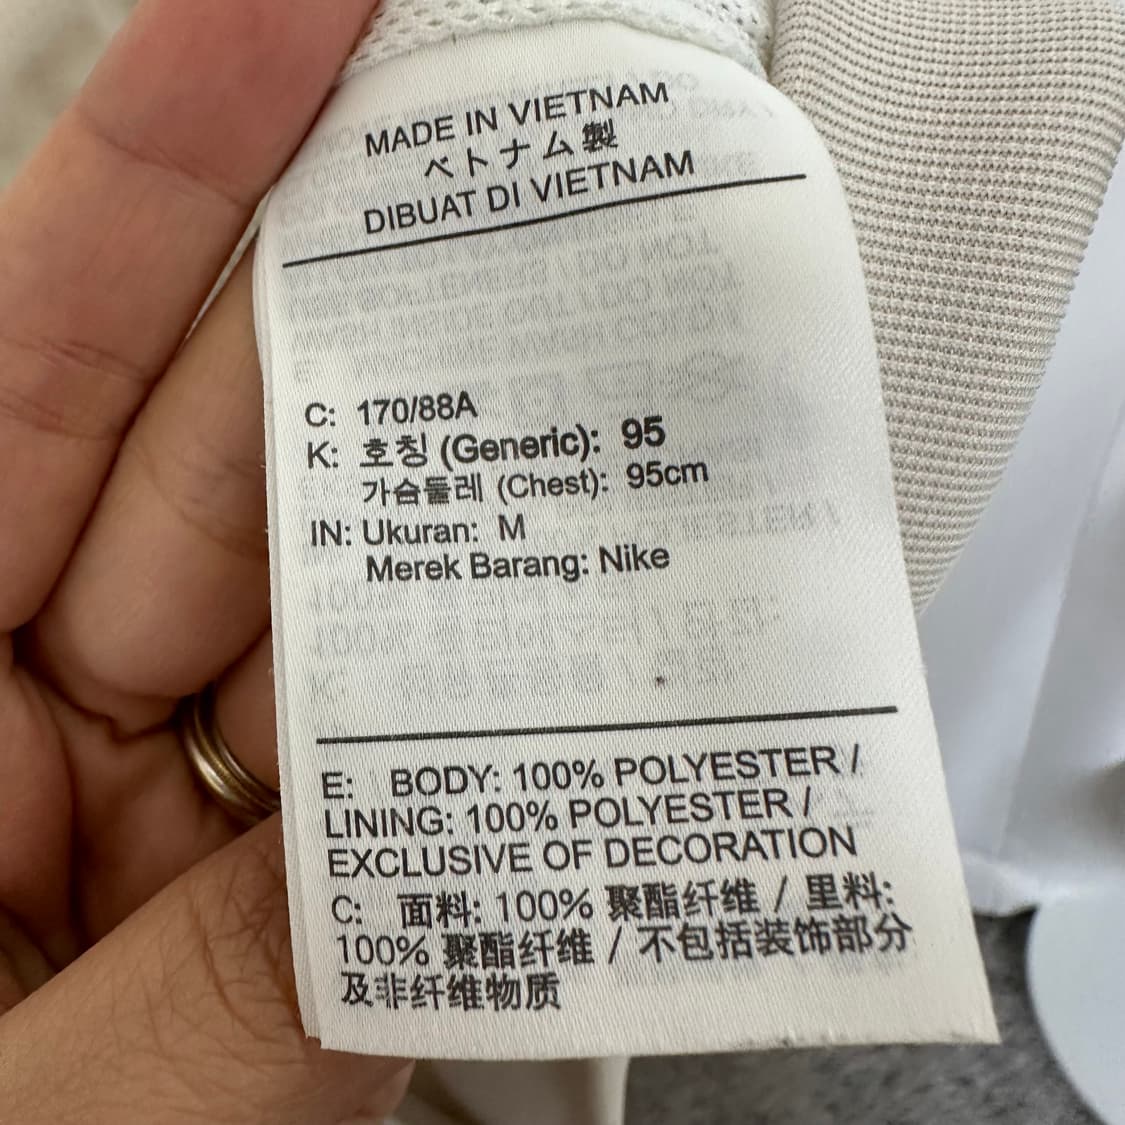 MADE IN VIETNAM
ベトナム製
DIBUAT DI VIETNAM
C: 170/88A
K: 호칭 (Generic): 95
가슴둘레 (Chest): 95cm
IN: Ukuran: M
Merek Barang: Nike
E: BODY: 100% POLYESTER /
LINING: 100% POLYESTER /
EXCLUSIVE OF DECORATION
C: 面料: 100% 聚酯纤维 / 里料:
100% 聚酯纤维 / 不包括装饰部分
及非纤维物质